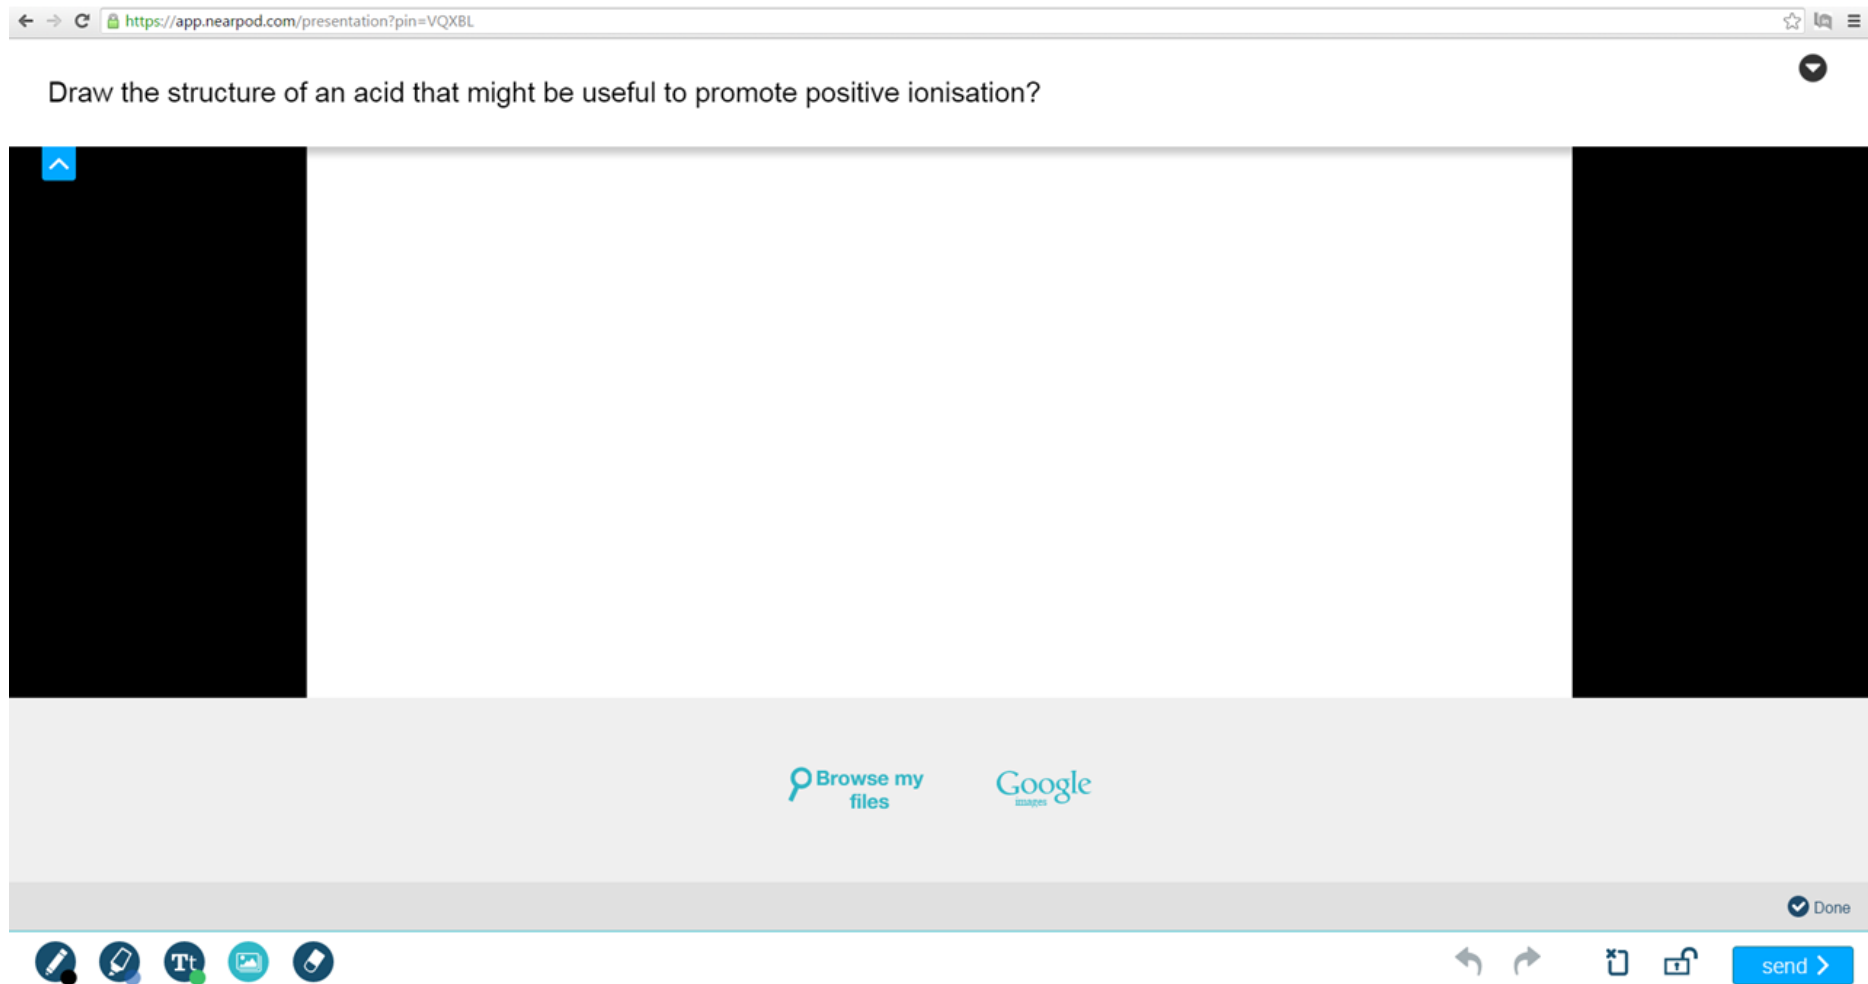 https://app.nearpod.com/presentation?pin=VQXBL
Draw the structure of an acid that might be useful to promote positive ionisation?
Browse my
files
Google
images
Done
Tt
send